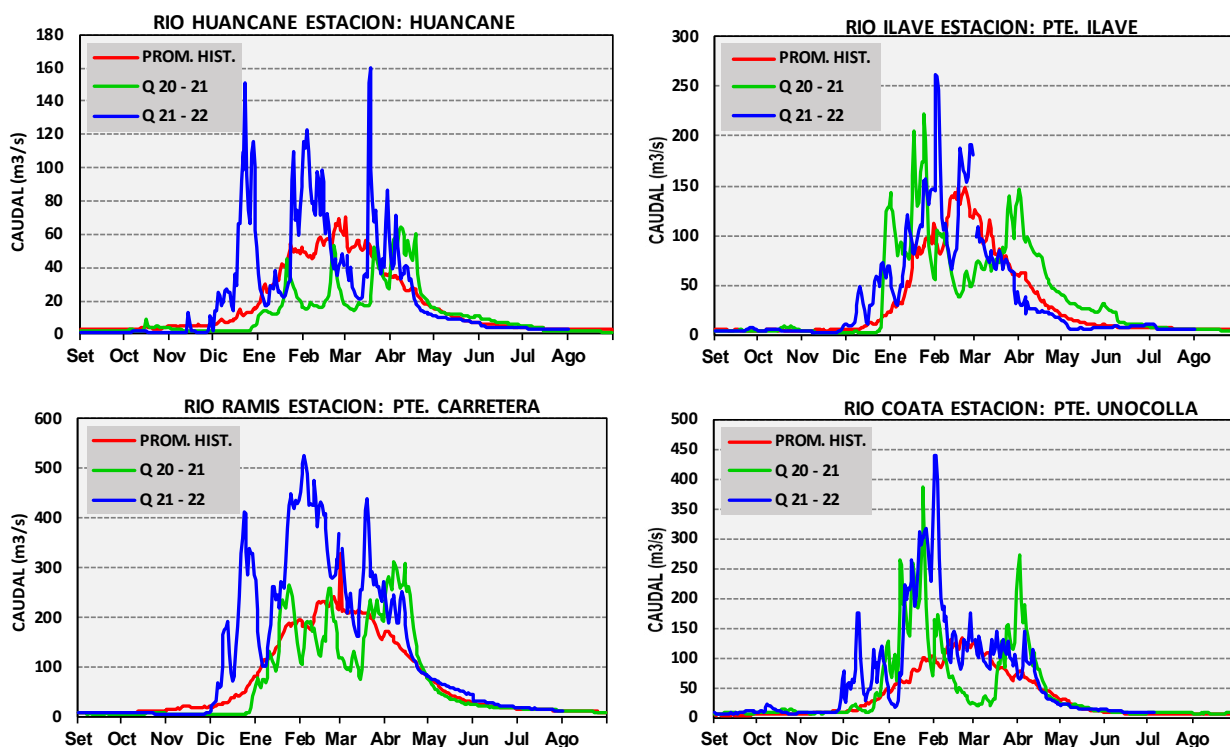 RIO HUANCANE ESTACION: HUANCANE
CAUDAL (m3/s)
180
160
140
120
100
80
60
40
20
0
PROM. HIST.
Q 20 - 21
Q 21 - 22
Set Oct Nov Dic Ene Feb Mar Abr May Jun Jul Ago
RIO ILAVE ESTACION: PTE. ILAVE
CAUDAL (m3/s)
300
250
200
150
100
50
0
PROM. HIST.
Q 20 - 21
Q 21 - 22
Set Oct Nov Dic Ene Feb Mar Abr May Jun Jul Ago
RIO RAMIS ESTACION: PTE. CARRETERA
CAUDAL (m3/s)
600
500
400
300
200
100
0
PROM. HIST.
Q 20 - 21
Q 21 - 22
Set Oct Nov Dic Ene Feb Mar Abr May Jun Jul Ago
RIO COATA ESTACION: PTE. UNOCOLLA
CAUDAL (m3/s)
500
450
400
350
300
250
200
150
100
50
0
PROM. HIST.
Q 20 - 21
Q 21 - 22
Set Oct Nov Dic Ene Feb Mar Abr May Jun Jul Ago